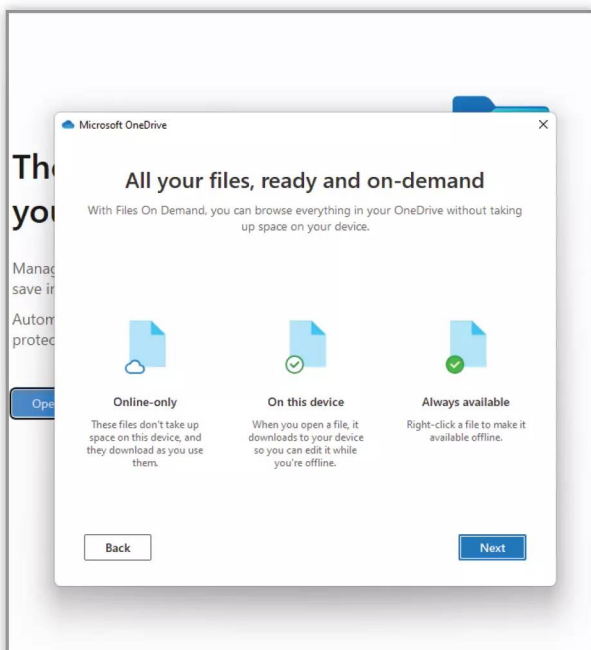 Microsoft OneDrive
All your files, ready and on-demand
With Files On Demand, you can browse everything in your OneDrive without taking
up space on your device.
Online-only
These files don't take up
space on this device, and
they download as you use
them.
On this device
When you open a file, it
downloads to your device
so you can edit it while
you're offline.
Always available
Right-click a file to make it
available offline.
Back
Next